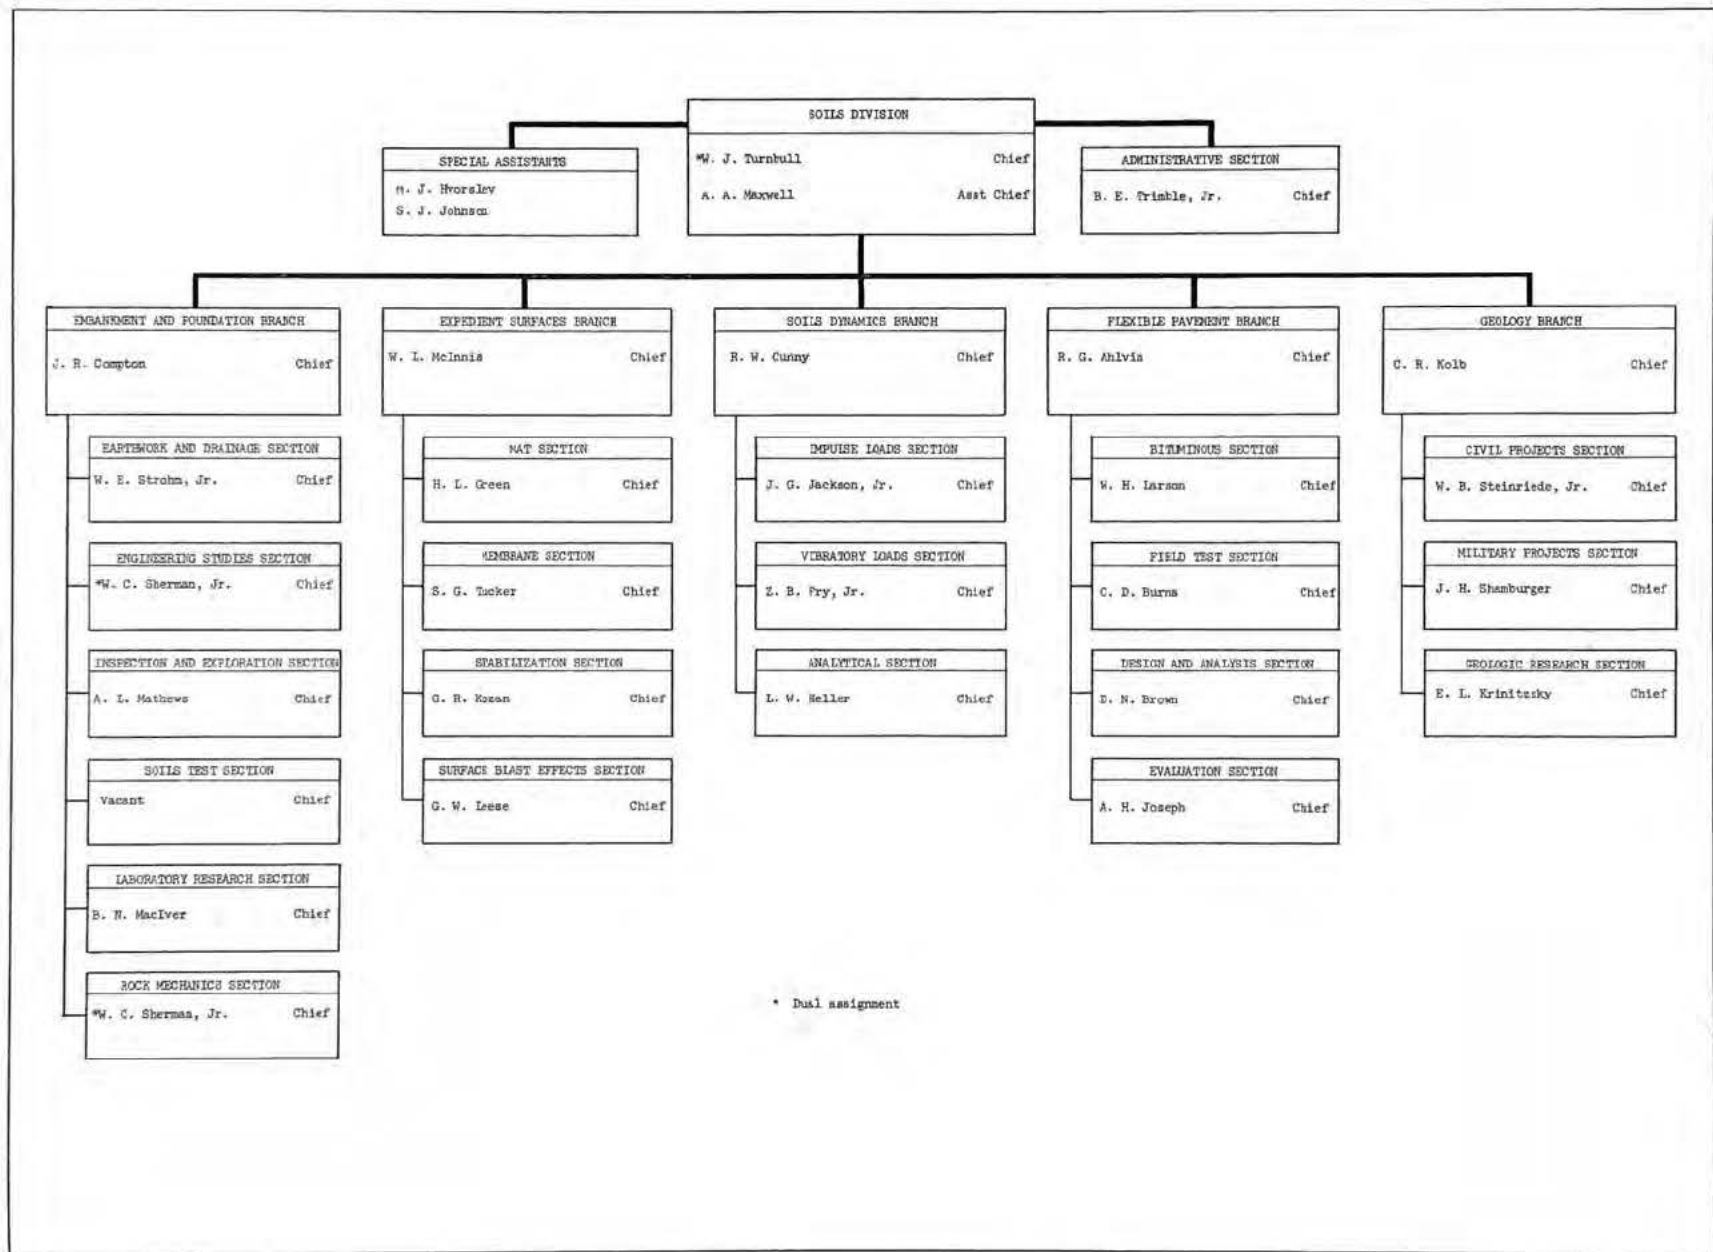 SOILS DIVISION
*W. J. Turnbull Chief
A. A. Maxwell Asst Chief
SPECIAL ASSISTANTS
M. J. Hvorslev
S. J. Johnson
ADMINISTRATIVE SECTION
B. E. Trimble, Jr. Chief
EMBANKMENT AND FOUNDATION BRANCH
J. R. Compton Chief
EARTHWORK AND DRAINAGE SECTION
W. E. Strohm, Jr. Chief
ENGINEERING STUDIES SECTION
*W. C. Sherman, Jr. Chief
INSPECTION AND EXPLORATION SECTION
A. L. Mathews Chief
SOILS TEST SECTION
Vacant Chief
LABORATORY RESEARCH SECTION
B. N. MacIver Chief
ROCK MECHANICS SECTION
*W. C. Sherman, Jr. Chief
EXPEDIENT SURFACES BRANCH
W. L. McInnis Chief
MAT SECTION
H. L. Green Chief
MEMBRANE SECTION
S. G. Tucker Chief
STABILIZATION SECTION
G. R. Kozan Chief
SURFACE BLAST EFFECTS SECTION
G. W. Leese Chief
SOILS DYNAMICS BRANCH
R. W. Cunny Chief
IMPULSE LOADS SECTION
J. G. Jackson, Jr. Chief
VIBRATORY LOADS SECTION
Z. B. Fry, Jr. Chief
ANALYTICAL SECTION
L. W. Heller Chief
FLEXIBLE PAVEMENT BRANCH
R. G. Ahlvin Chief
BITUMINOUS SECTION
W. H. Larson Chief
FIELD TEST SECTION
C. D. Burns Chief
DESIGN AND ANALYSIS SECTION
D. N. Brown Chief
EVALUATION SECTION
A. H. Joseph Chief
GEOLOGY BRANCH
C. R. Kolb Chief
CIVIL PROJECTS SECTION
W. B. Steinriede, Jr. Chief
MILITARY PROJECTS SECTION
J. H. Shamburger Chief
GEOLOGIC RESEARCH SECTION
E. L. Krinitzsky Chief
* Dual assignment